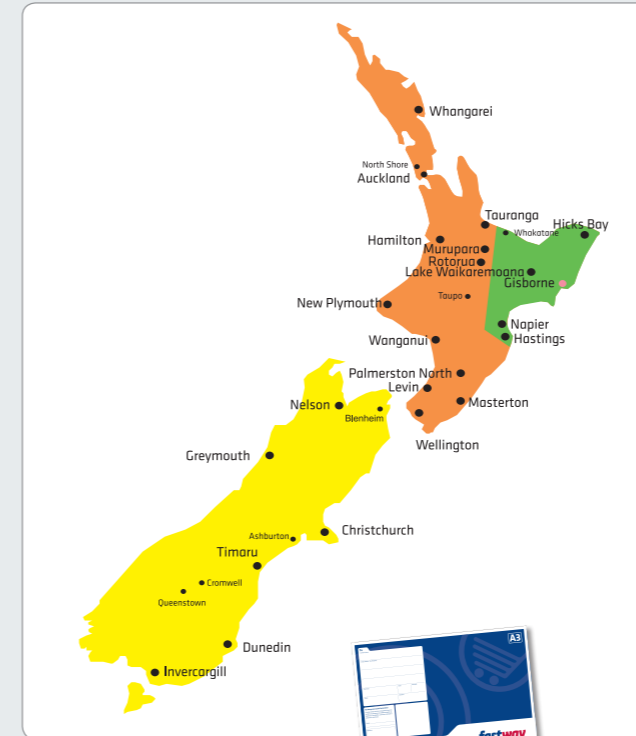 Whangarei
North Shore
Auckland
Tauranga
Hicks Bay
Whakatane
Hamilton
Murupara
Rotorua
Lake Waikaremoana
Gisborne
Taupo
New Plymouth
Napier
Hastings
Wanganui
Palmerston North
Levin
Masterton
Nelson
Blenheim
Wellington
Greymouth
Christchurch
Ashburton
Timaru
Cromwell
Queenstown
Dunedin
Invercargill
A3